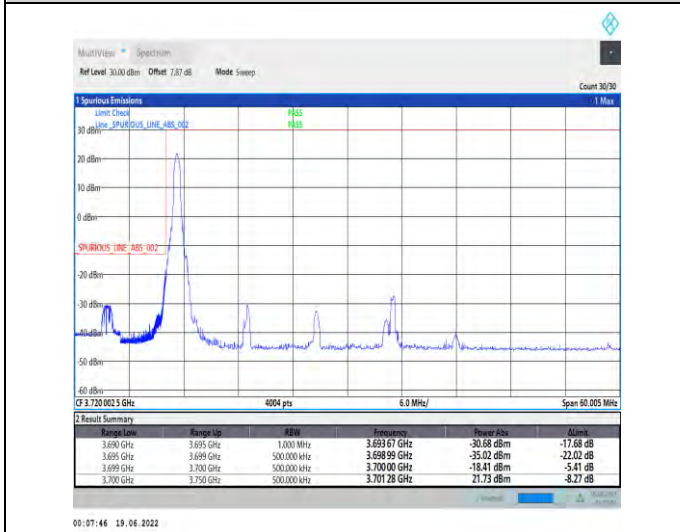 MultiView Spectrum
Ref Level 30.00 dBm Offset 7.87 dB Mode Sweep
Count 30/30
1 Spurious Emissions 1 Max
Limit Check PASS
Line _SPURIOUS_LINE_ABS_002 PASS
30 dBm
20 dBm
10 dBm
0 dBm
SPURIOUS_LINE_ABS_002
-20 dBm
-30 dBm
-40 dBm
-50 dBm
-60 dBm
CF 3.720 002 5 GHz 4004 pts 6.0 MHz/ Span 60.005 MHz
2 Result Summary
Range Low Range Up RBW Frequency Power Abs ΔLimit
3.690 GHz 3.695 GHz 1.000 MHz 3.693 67 GHz -30.68 dBm -17.68 dB
3.695 GHz 3.699 GHz 500.000 kHz 3.698 99 GHz -35.02 dBm -22.02 dB
3.699 GHz 3.700 GHz 500.000 kHz 3.700 00 GHz -18.41 dBm -5.41 dB
3.700 GHz 3.750 GHz 500.000 kHz 3.701 28 GHz 21.73 dBm -8.27 dB
00:07:46 19.06.2022